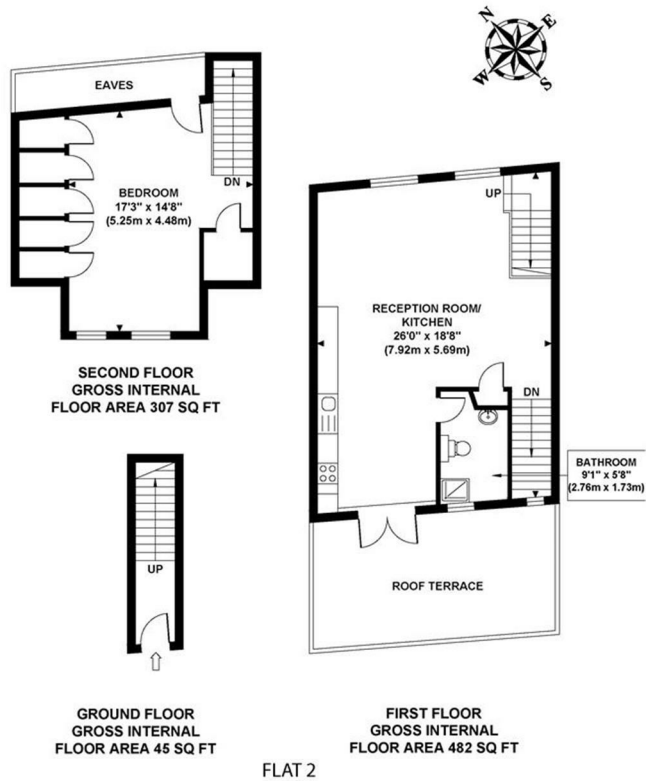 N
E
W
S
EAVES
BEDROOM
17'3" x 14'8"
(5.25m x 4.48m)
DN
SECOND FLOOR
GROSS INTERNAL
FLOOR AREA 307 SQ FT
UP
RECEPTION ROOM/
KITCHEN
26'0" x 18'8"
(7.92m x 5.69m)
DN
BATHROOM
9'1" x 5'8"
(2.76m x 1.73m)
ROOF TERRACE
UP
GROUND FLOOR
GROSS INTERNAL
FLOOR AREA 45 SQ FT
FIRST FLOOR
GROSS INTERNAL
FLOOR AREA 482 SQ FT
FLAT 2